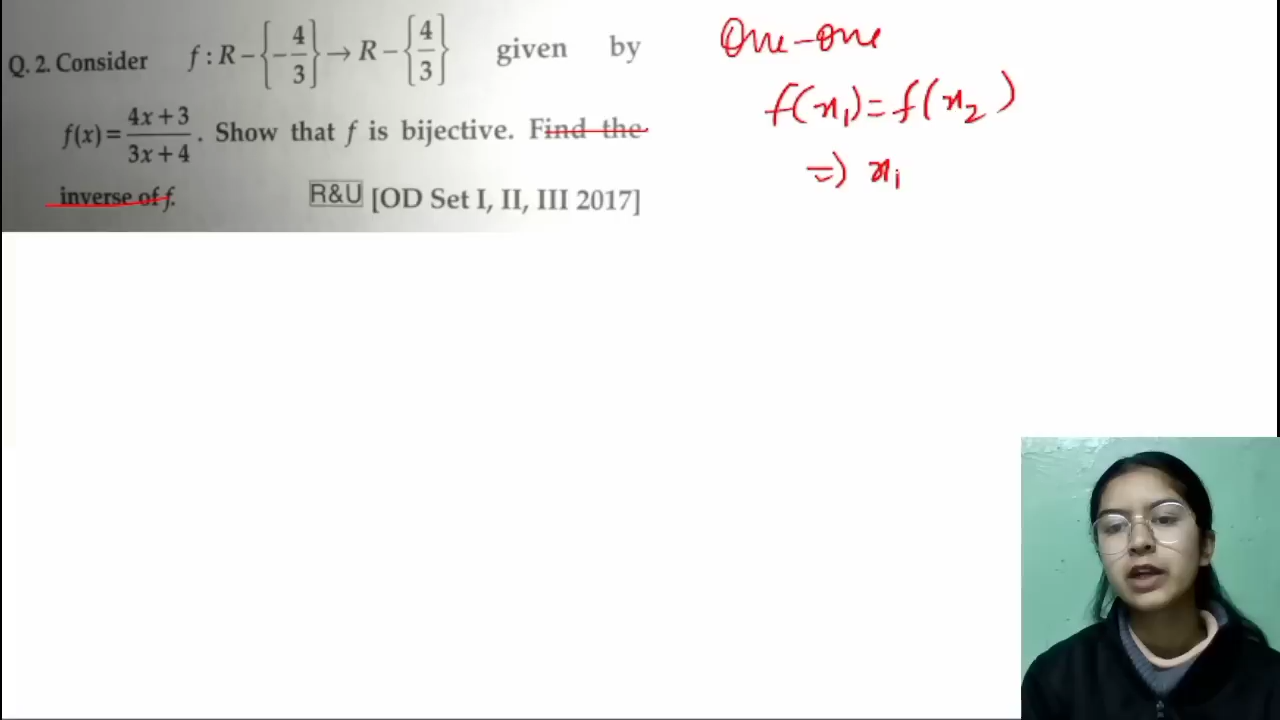 Q. 2. Consider f : R – {–4/3} → R – {4/3} given by
f(x) = (4x + 3)/(3x + 4). Show that f is bijective. Find the
inverse of f. R&U [OD Set I, II, III 2017]
One-one
f(x₁) = f(x₂)
⇒ x₁